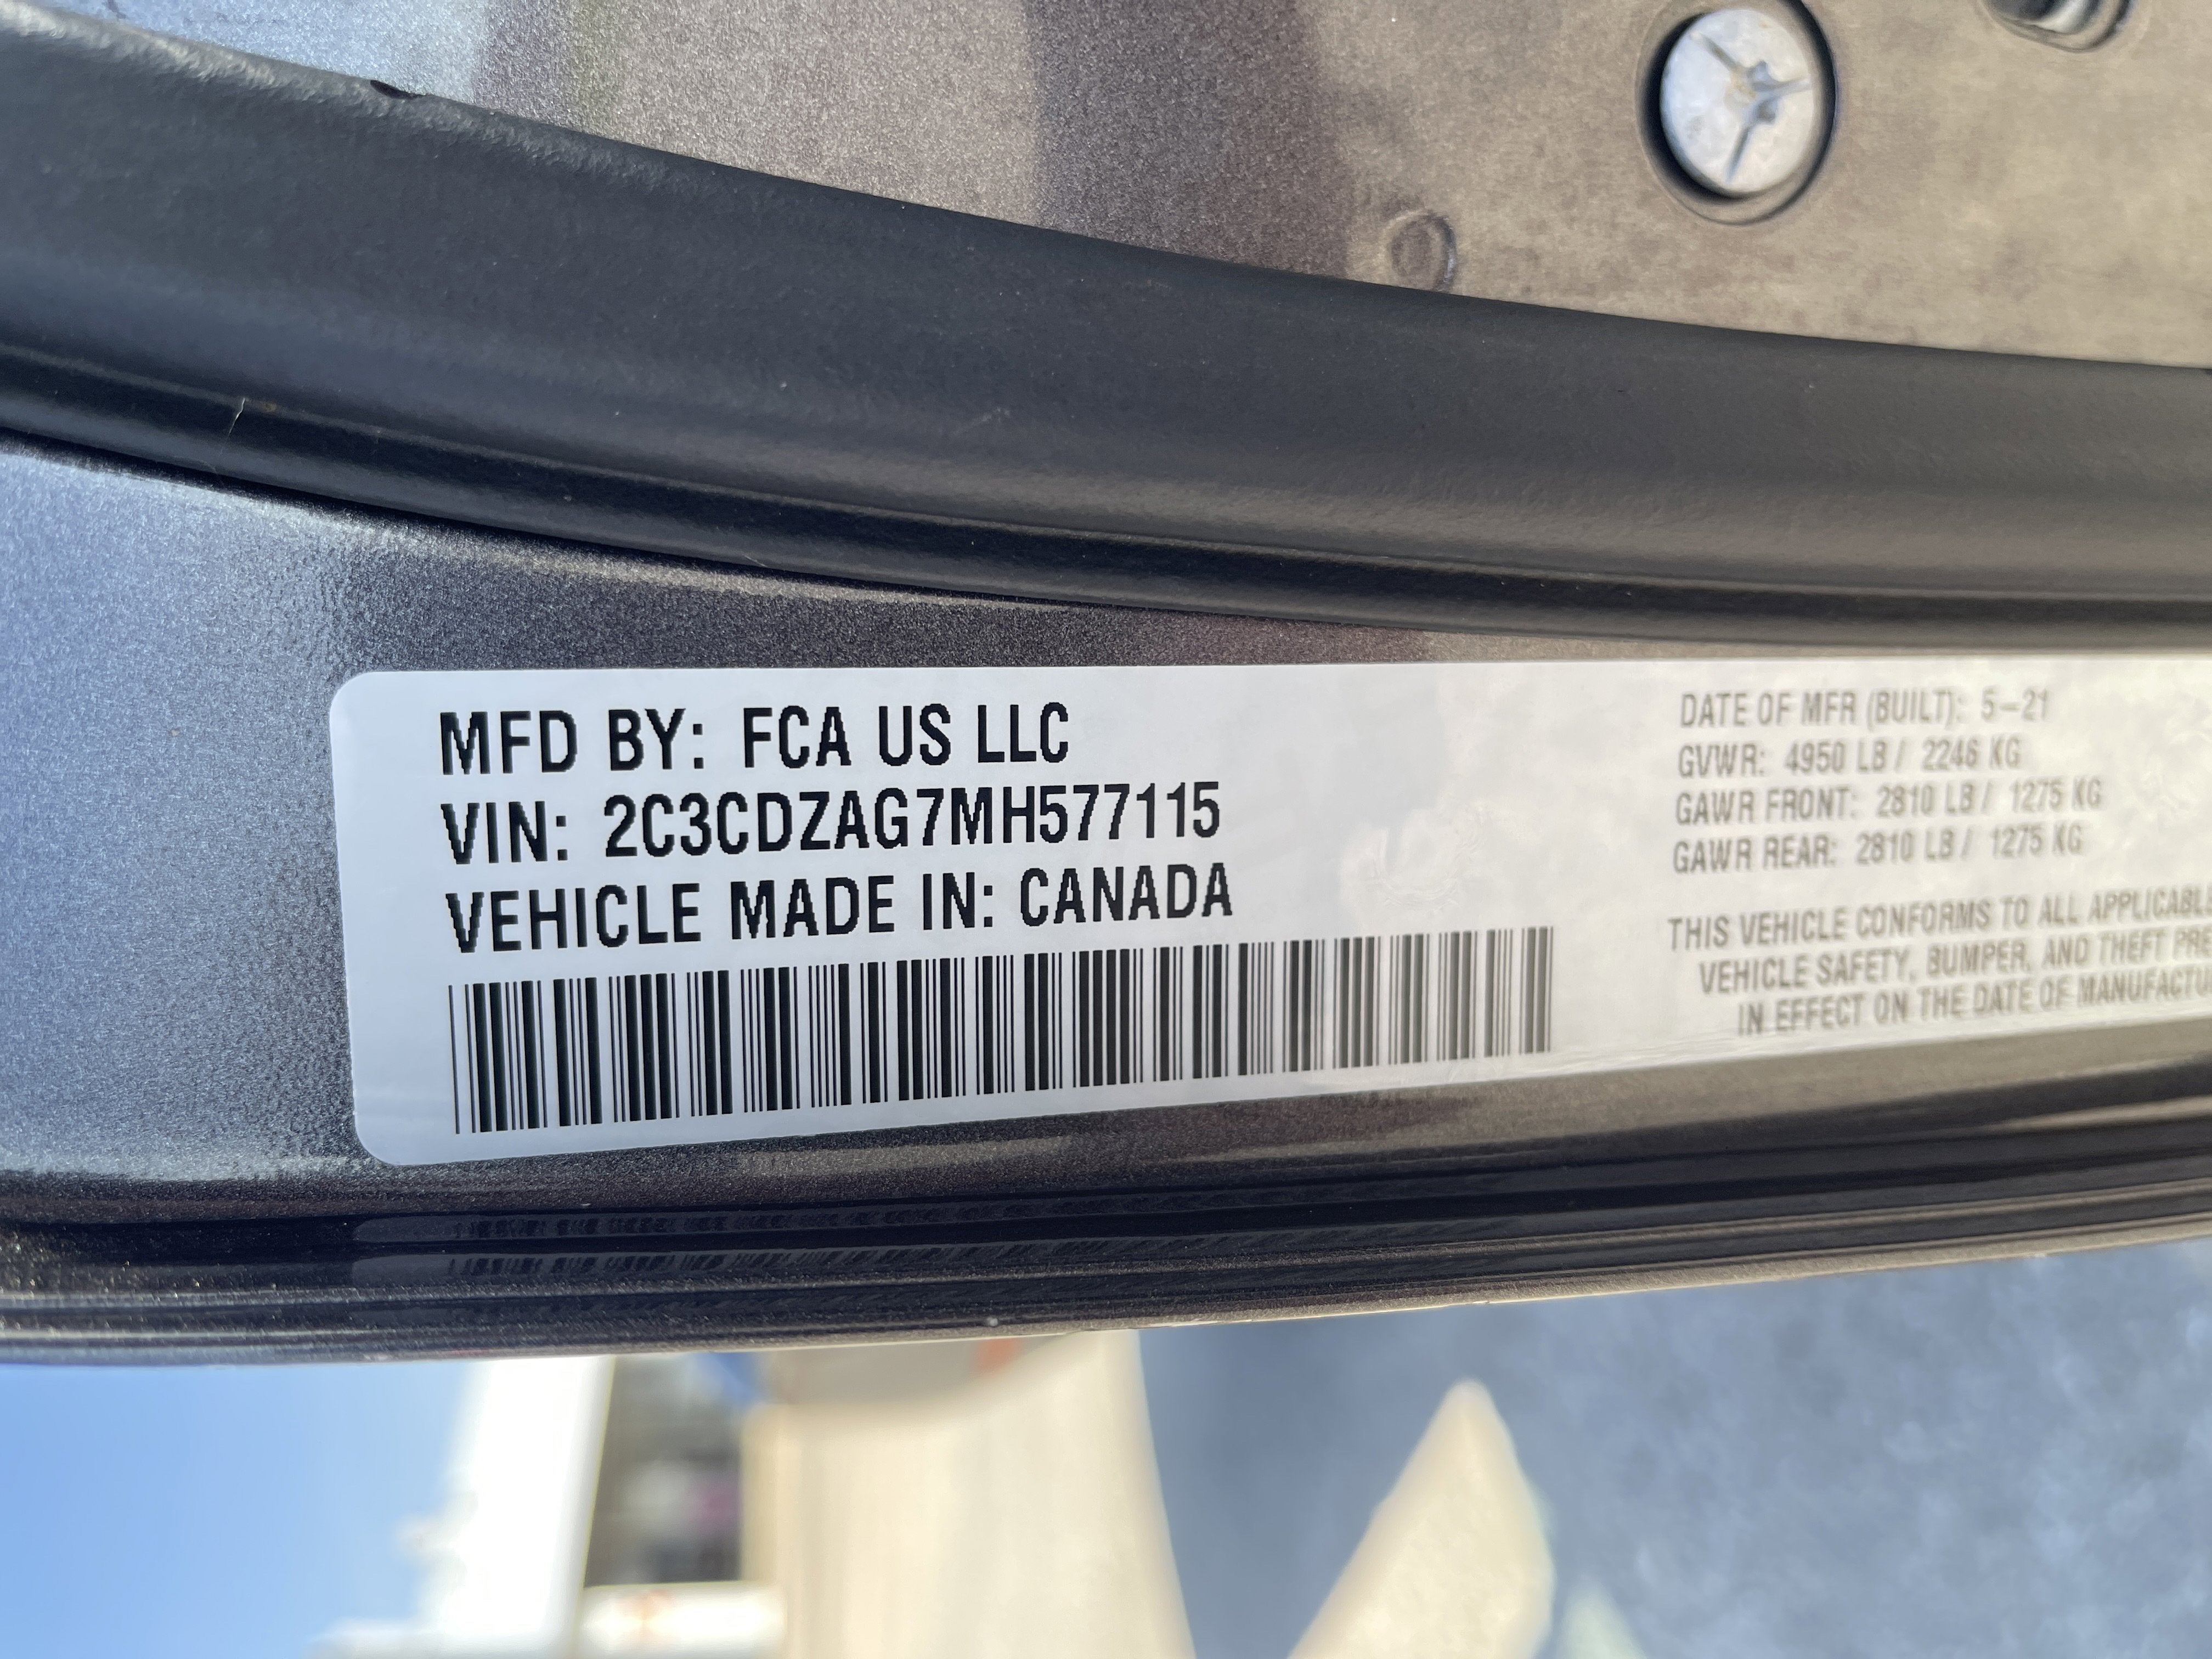 MFD BY: FCA US LLC
VIN: 2C3CDZAG7MH577115
VEHICLE MADE IN: CANADA
DATE OF MFR (BUILT): 5-21
GVWR: 4950 LB / 2246 KG
GAWR FRONT: 2810 LB / 1275 KG
GAWR REAR: 2810 LB / 1275 KG
THIS VEHICLE CONFORMS TO ALL APPLICABLE
VEHICLE SAFETY, BUMPER, AND THEFT PRE
IN EFFECT ON THE DATE OF MANUFACTU